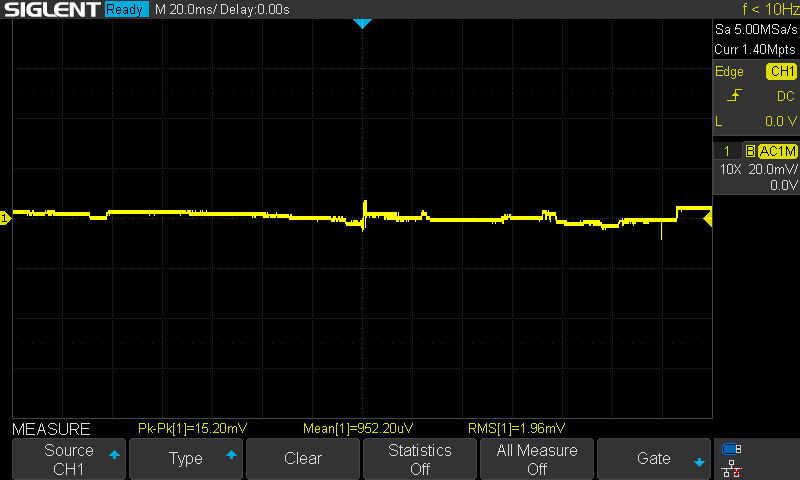 SIGLENT Ready M 20.0ms/ Delay:0.00s f < 10Hz
Sa 5.00MSa/s
Curr 1.40Mpts
Edge CH1
DC
L 0.0 V
1 B AC1M
10X 20.0mV/
0.0V
1
MEASURE Pk-Pk[1]=15.20mV Mean[1]=952.20uV RMS[1]=1.96mV
Source
CH1
Type
Clear
Statistics
Off
All Measure
Off
Gate